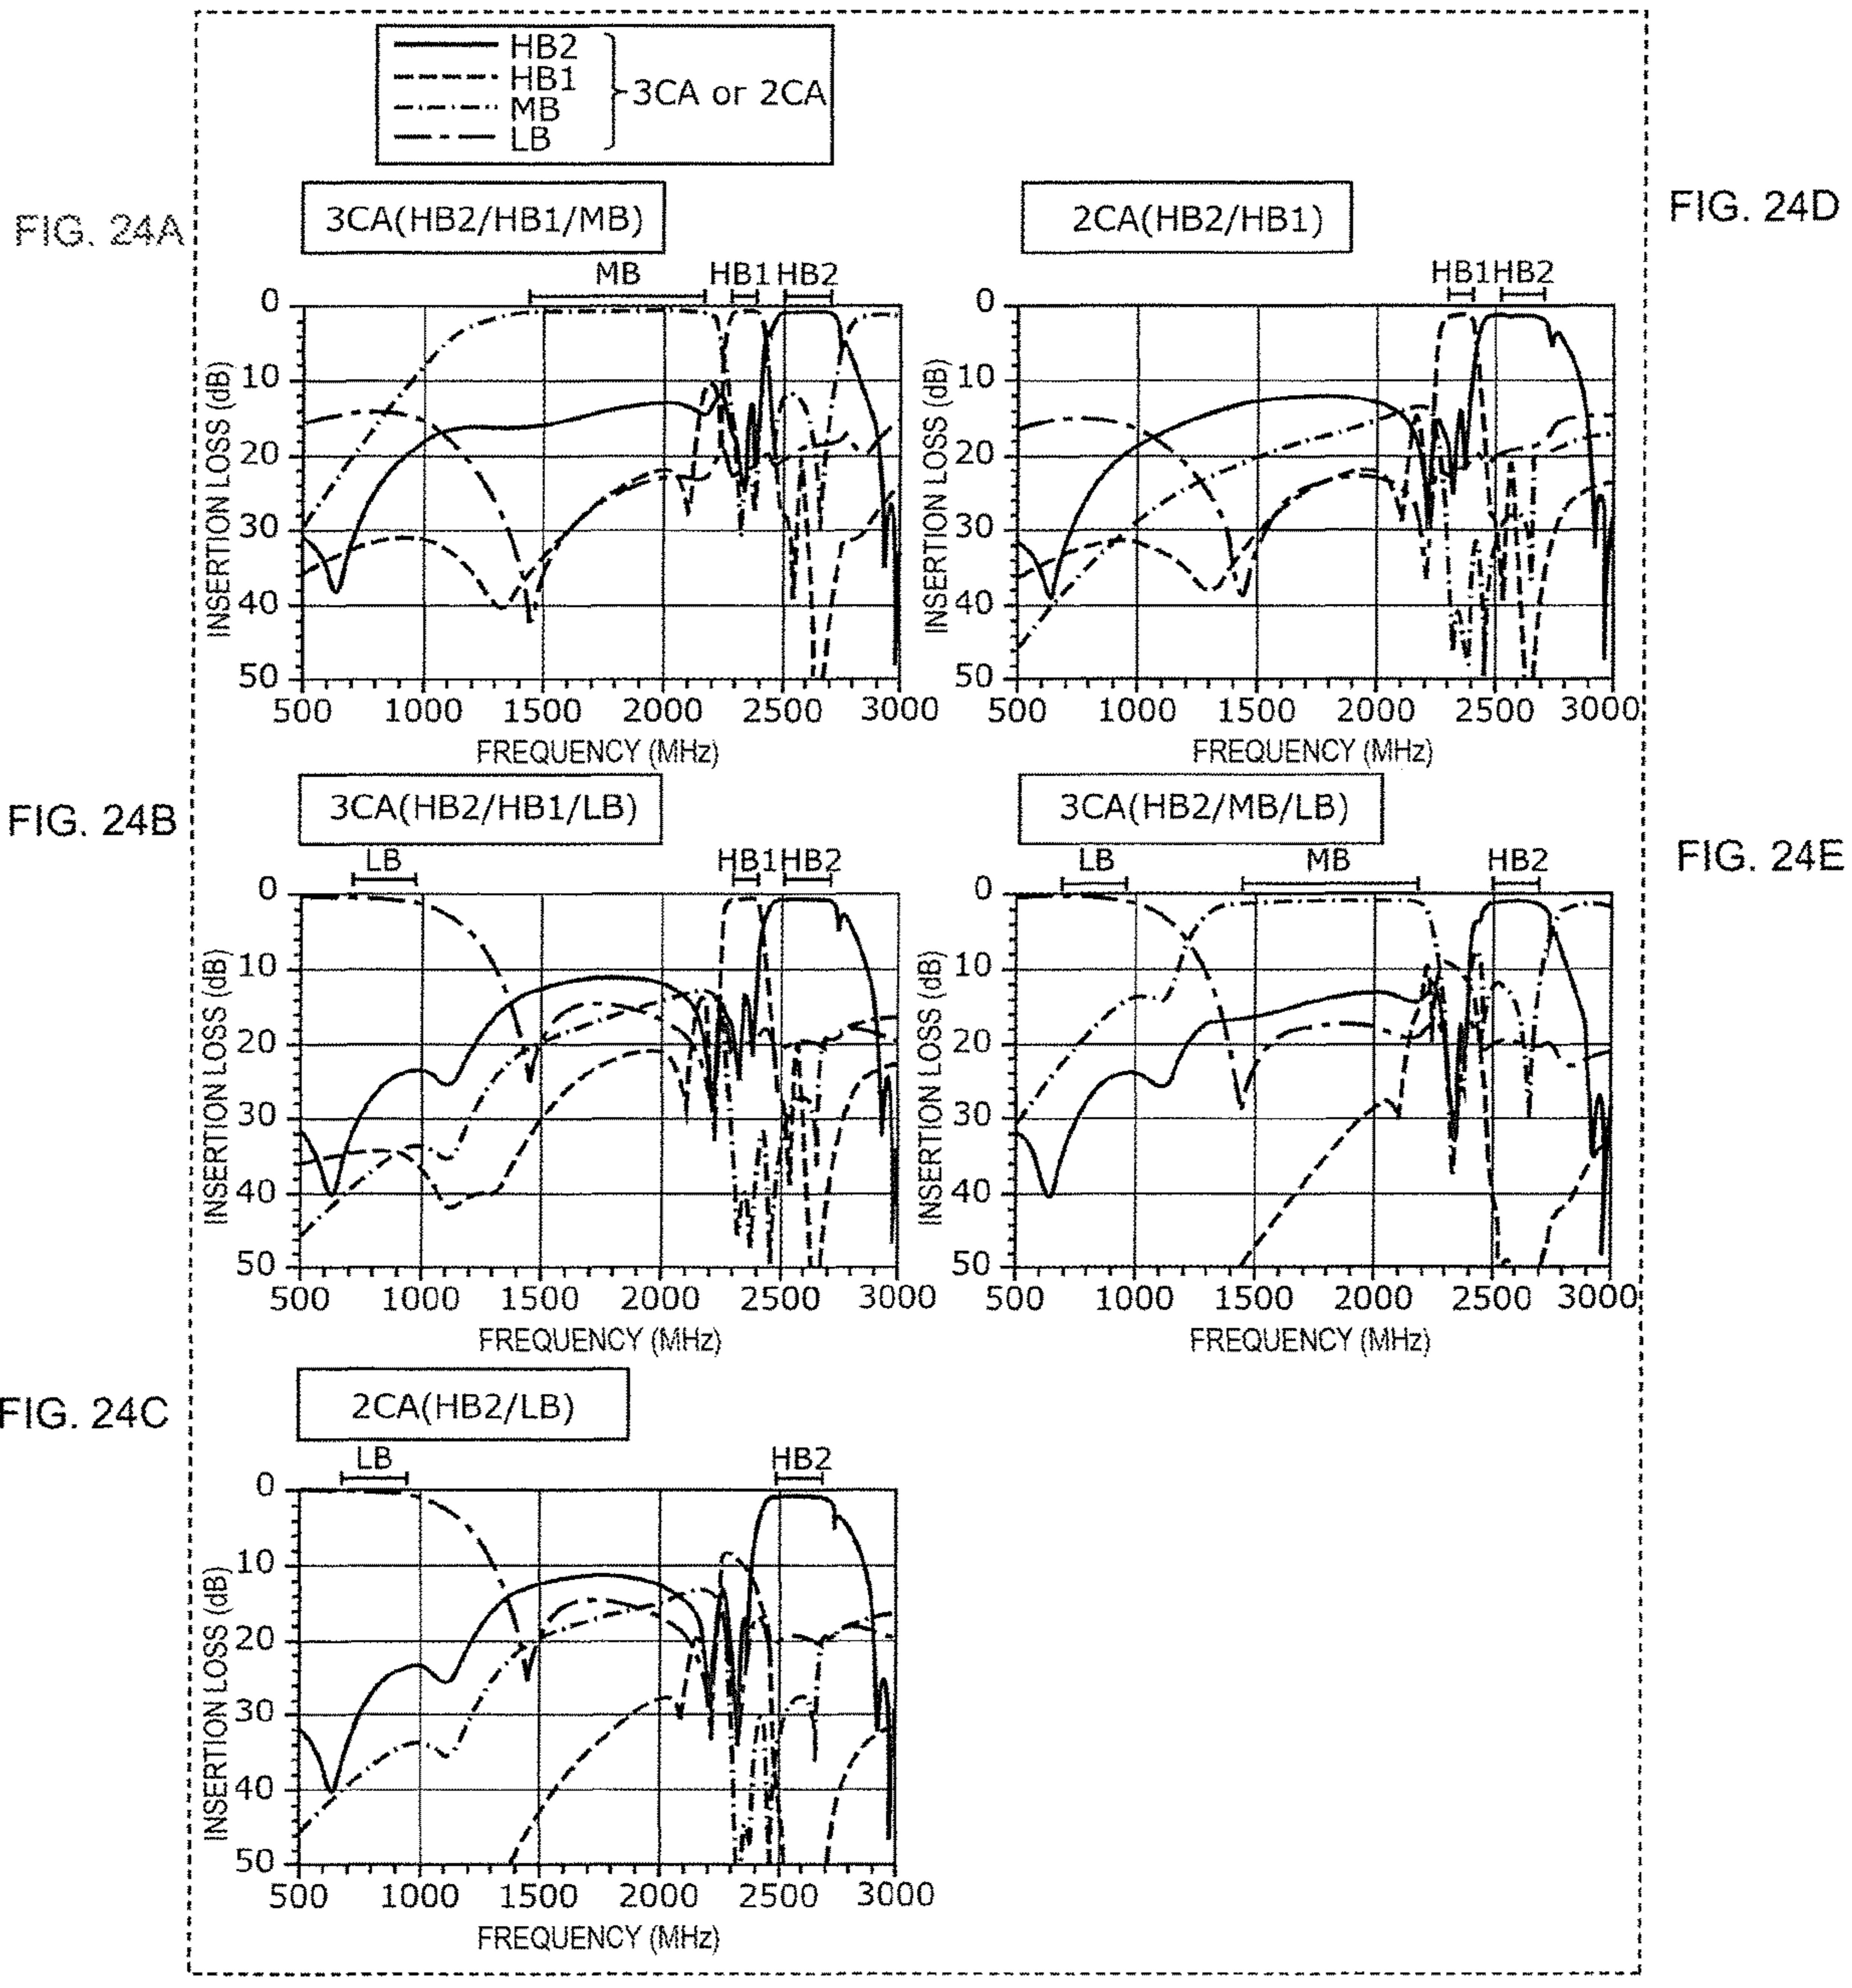 HB2
HB1
MB
LB
3CA or 2CA
FIG. 24A
3CA(HB2/HB1/MB)
MB HB1 HB2
INSERTION LOSS (dB)
0
10
20
30
40
50
500 1000 1500 2000 2500 3000
FREQUENCY (MHz)
FIG. 24D
2CA(HB2/HB1)
HB1 HB2
INSERTION LOSS (dB)
0
10
20
30
40
50
500 1000 1500 2000 2500 3000
FREQUENCY (MHz)
FIG. 24B
3CA(HB2/HB1/LB)
LB HB1 HB2
INSERTION LOSS (dB)
0
10
20
30
40
50
500 1000 1500 2000 2500 3000
FREQUENCY (MHz)
3CA(HB2/MB/LB)
FIG. 24E
LB MB HB2
INSERTION LOSS (dB)
0
10
20
30
40
50
500 1000 1500 2000 2500 3000
FREQUENCY (MHz)
FIG. 24C
2CA(HB2/LB)
LB HB2
INSERTION LOSS (dB)
0
10
20
30
40
50
500 1000 1500 2000 2500 3000
FREQUENCY (MHz)